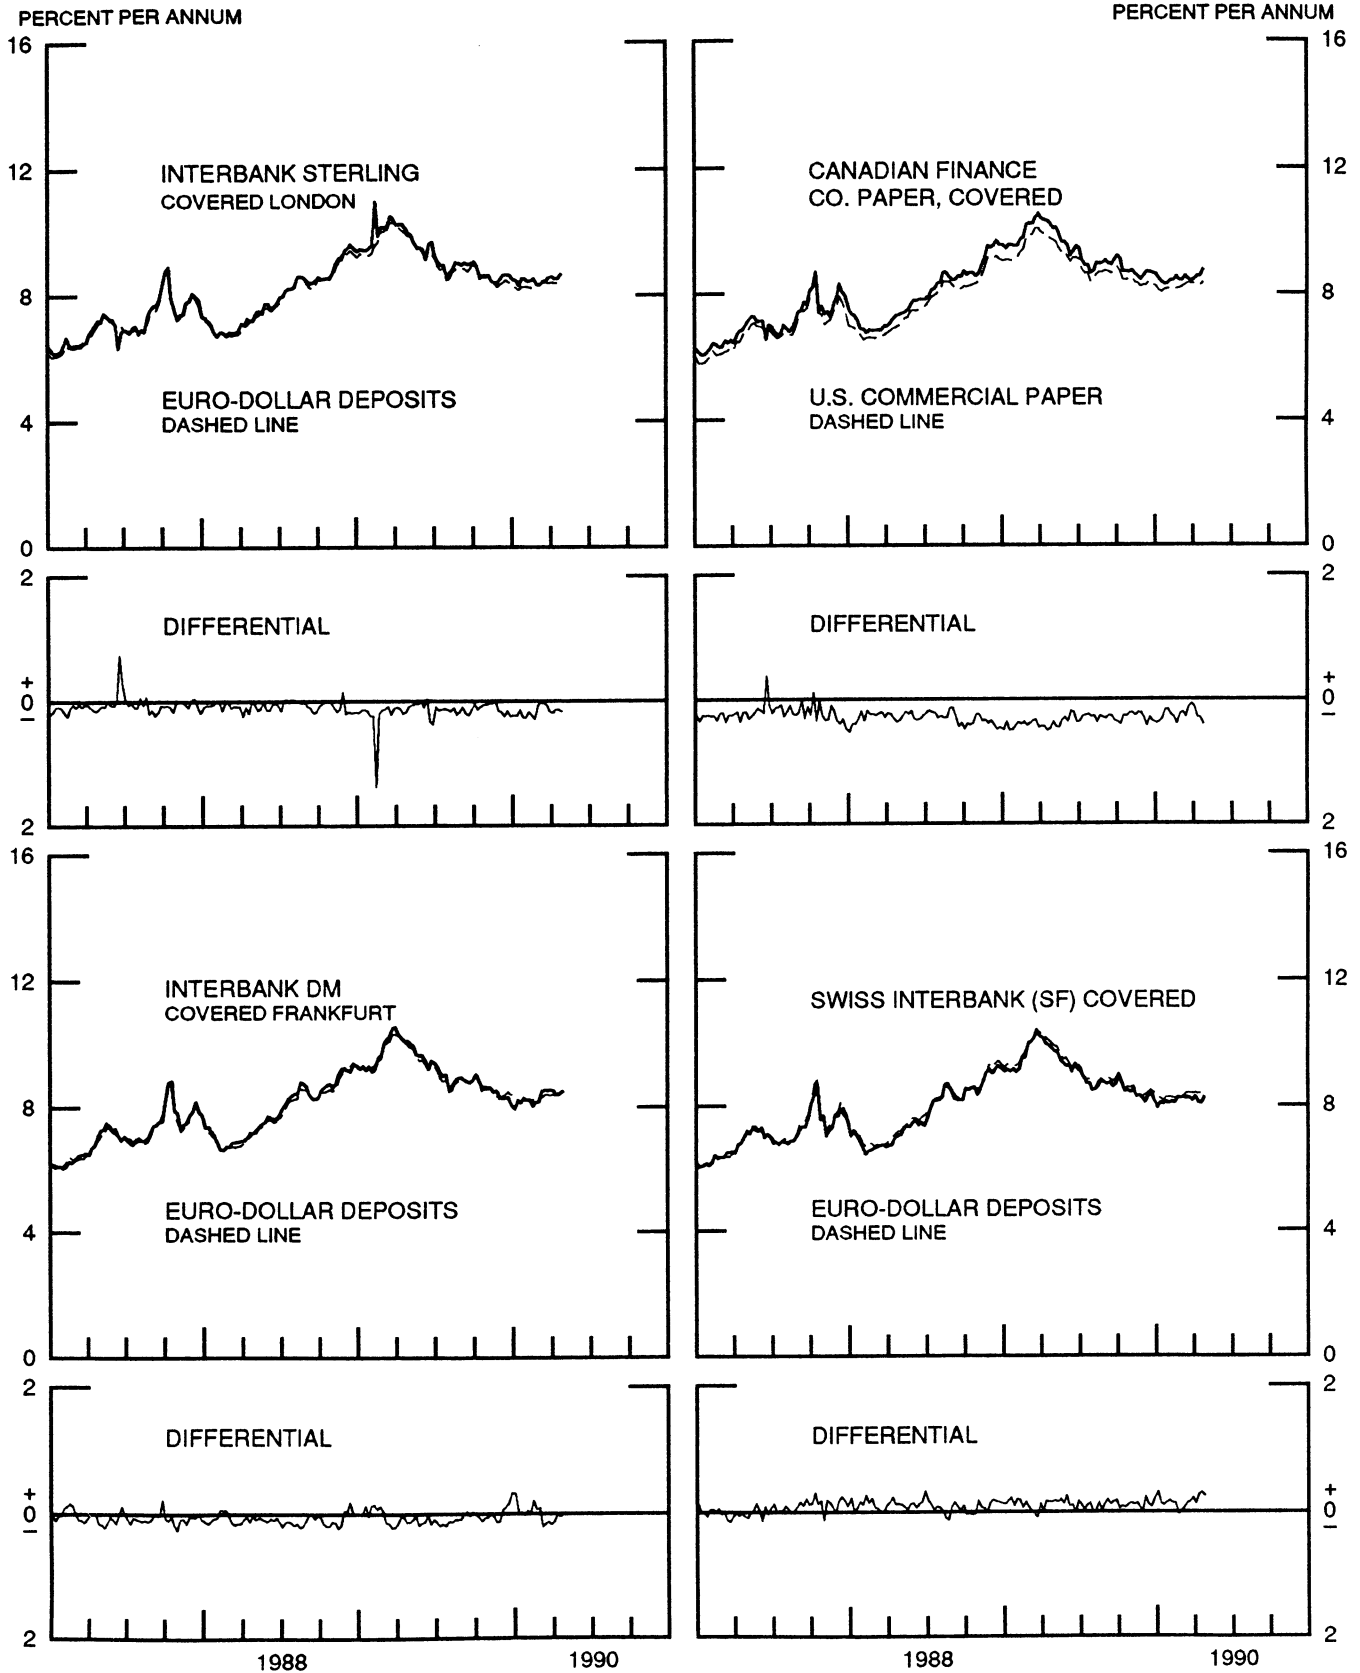 PERCENT PER ANNUM
PERCENT PER ANNUM
16
12
8
4
0
INTERBANK STERLING
COVERED LONDON
EURO-DOLLAR DEPOSITS
DASHED LINE
16
12
8
4
0
CANADIAN FINANCE
CO. PAPER, COVERED
U.S. COMMERCIAL PAPER
DASHED LINE
2
+
0
–
2
DIFFERENTIAL
2
+
0
–
2
DIFFERENTIAL
16
12
8
4
0
INTERBANK DM
COVERED FRANKFURT
EURO-DOLLAR DEPOSITS
DASHED LINE
16
12
8
4
0
SWISS INTERBANK (SF) COVERED
EURO-DOLLAR DEPOSITS
DASHED LINE
2
+
0
–
2
DIFFERENTIAL
1988
1990
2
+
0
–
2
DIFFERENTIAL
1988
1990